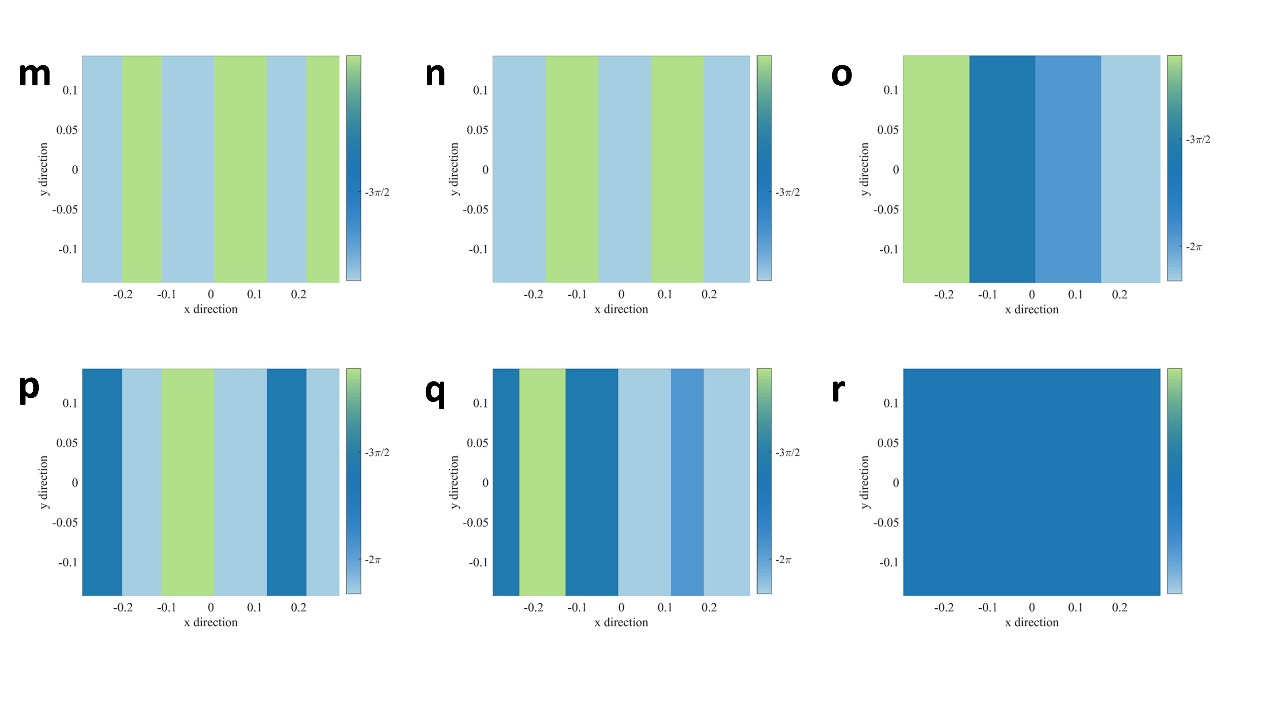 m
0.1
0.05
0
-0.05
-0.1
y direction
-0.2 -0.1 0 0.1 0.2
x direction
-3π/2
n
0.1
0.05
0
-0.05
-0.1
y direction
-0.2 -0.1 0 0.1 0.2
x direction
-3π/2
o
0.1
0.05
0
-0.05
-0.1
y direction
-0.2 -0.1 0 0.1 0.2
x direction
-3π/2
-2π
p
0.1
0.05
0
-0.05
-0.1
y direction
-0.2 -0.1 0 0.1 0.2
x direction
-3π/2
-2π
q
0.1
0.05
0
-0.05
-0.1
y direction
-0.2 -0.1 0 0.1 0.2
x direction
-3π/2
-2π
r
0.1
0.05
0
-0.05
-0.1
y direction
-0.2 -0.1 0 0.1 0.2
x direction